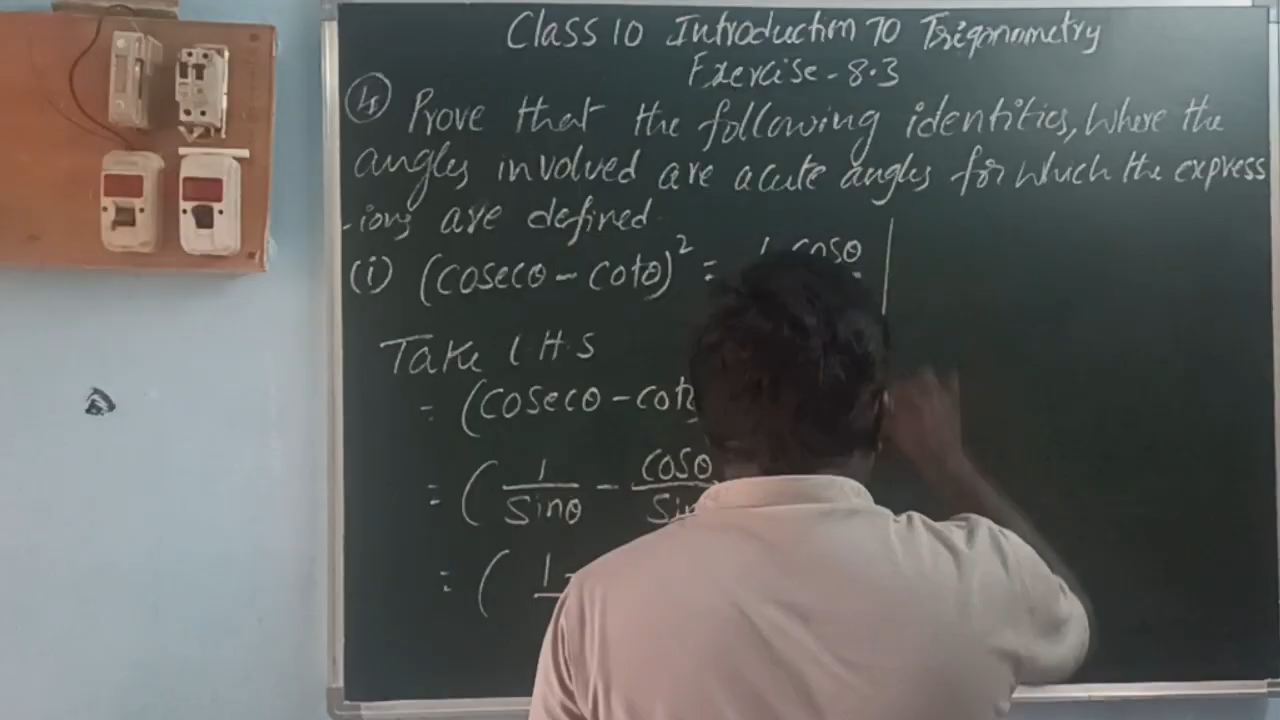 Class 10 Introduction To Trigonometry
Exercise - 8.3
(4) Prove that the following identities, where the
angles involved are acute angles for which the express
-ions are defined.
(i) (cosecθ - cotθ)² = 1 cosθ
Take LHS
= (cosecθ - cotθ
= ( 1/sinθ - cosθ/sin
= ( 1-